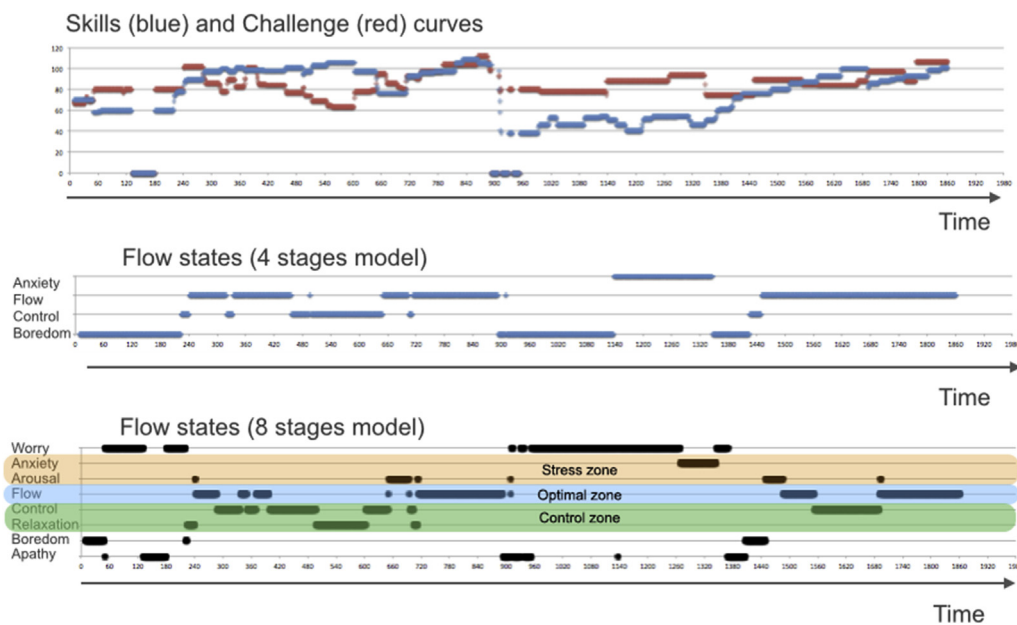 Skills (blue) and Challenge (red) curves
120
100
80
60
40
20
0
0 60 120 180 240 300 360 420 480 540 600 660 720 780 840 900 960 1020 1080 1140 1200 1260 1320 1380 1440 1500 1560 1620 1680 1740 1800 1860 1920 1980
Time
Flow states (4 stages model)
Anxiety
Flow
Control
Boredom
0 60 120 180 240 300 360 420 480 540 600 660 720 780 840 900 960 1020 1080 1140 1200 1260 1320 1380 1440 1500 1560 1620 1680 1740 1800 1860 1920 198
Time
Flow states (8 stages model)
Worry
Anxiety
Arousal
Stress zone
Flow
Optimal zone
Control
Control zone
Relaxation
Boredom
Apathy
0 60 120 180 240 300 360 420 480 540 600 660 720 780 840 900 960 1020 1080 1140 1200 1260 1320 1380 1440 1500 1560 1620 1680 1740 1800 1860 1920 198
Time